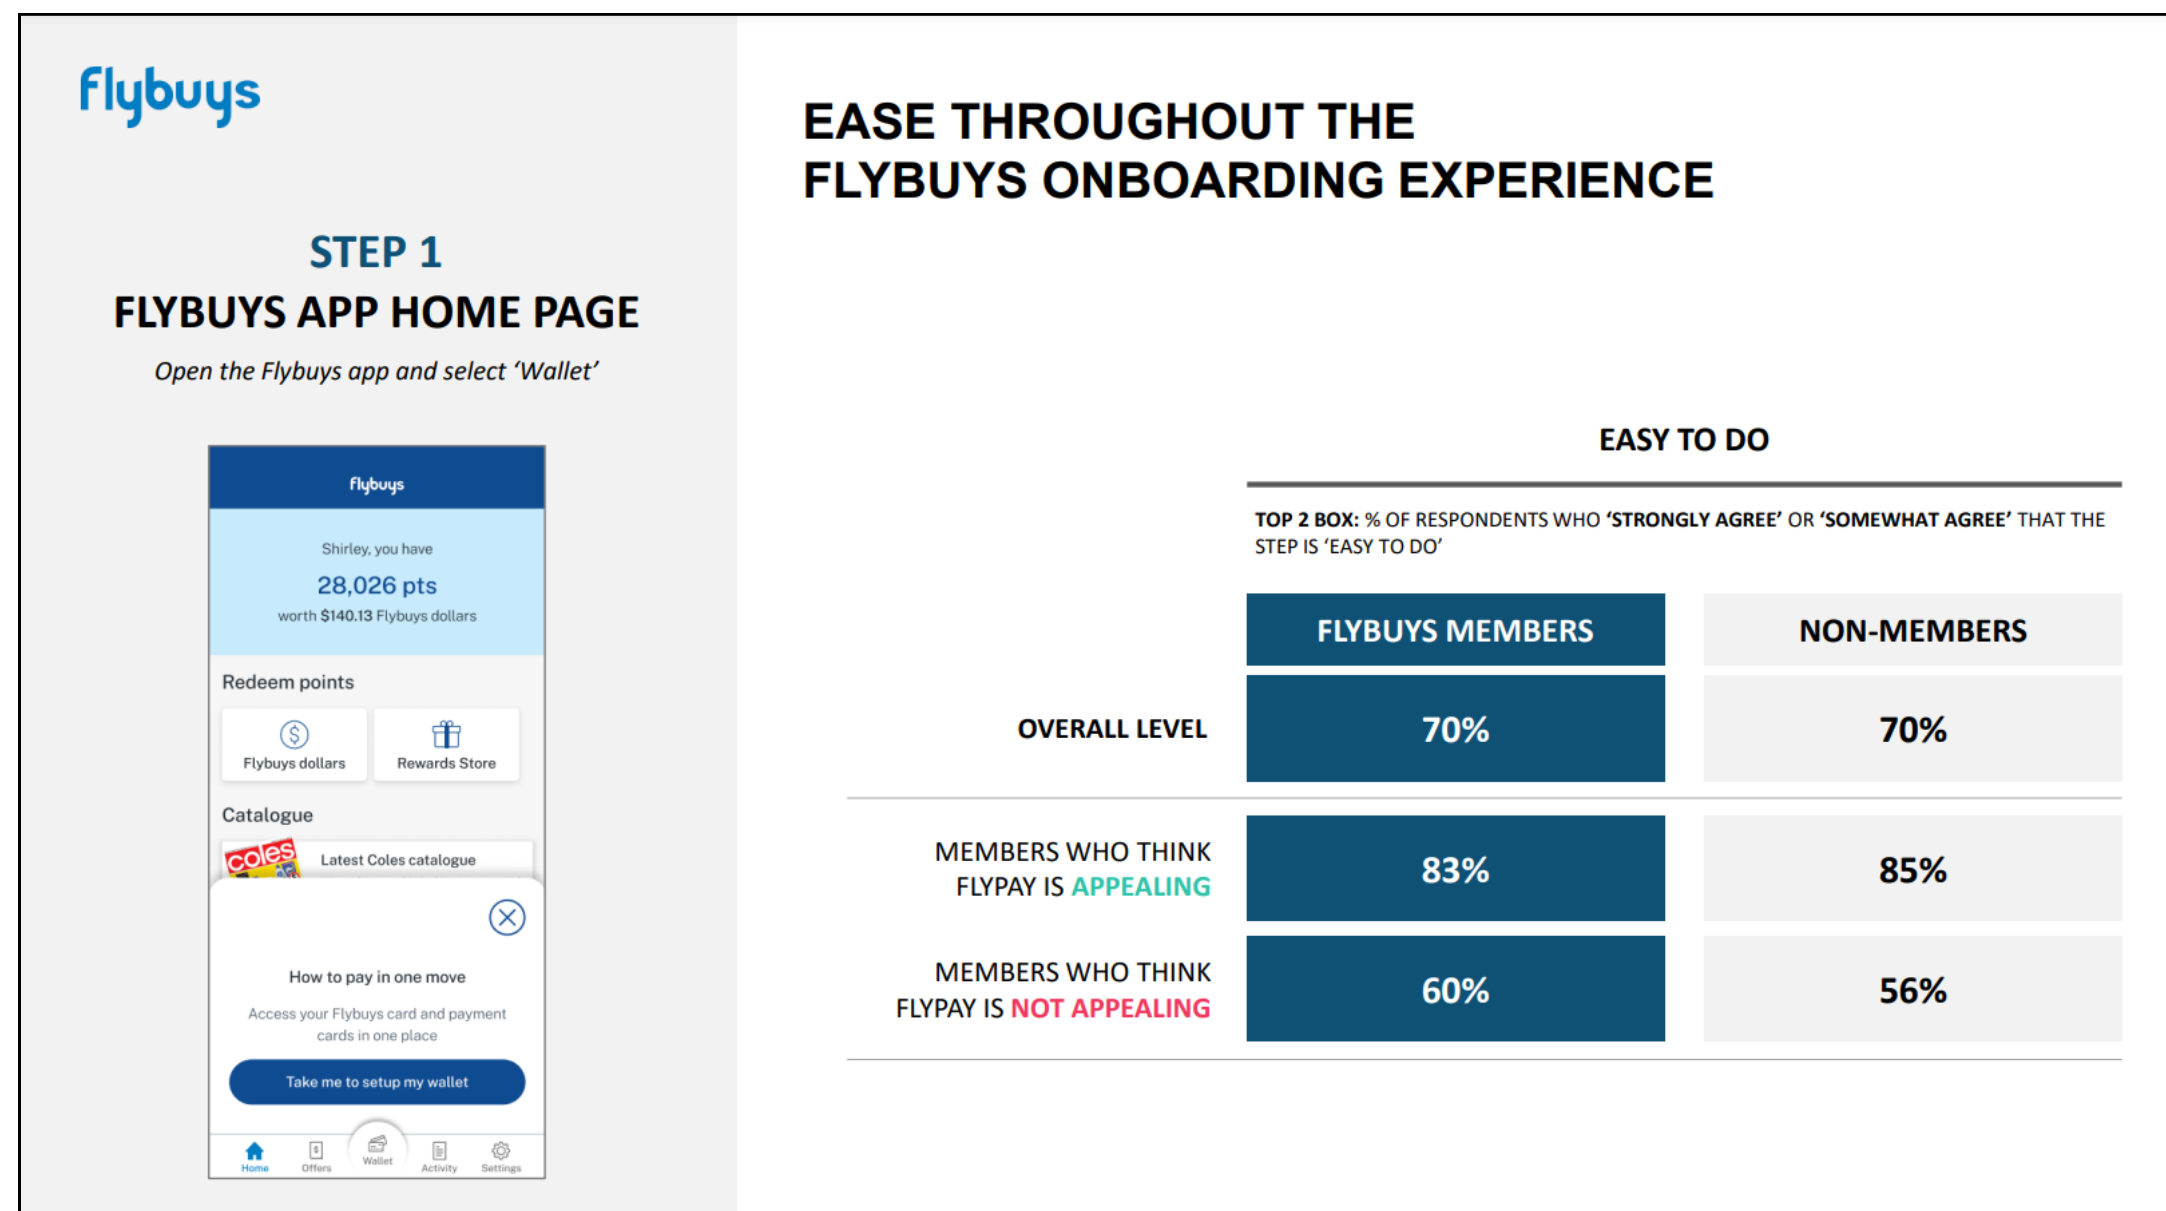 flybuys
STEP 1
FLYBUYS APP HOME PAGE
Open the Flybuys app and select ‘Wallet’
flybuys
Shirley, you have
28,026 pts
worth $140.13 Flybuys dollars
Redeem points
Flybuys dollars
Rewards Store
Catalogue
coles
Latest Coles catalogue
How to pay in one move
Access your Flybuys card and payment
cards in one place
Take me to setup my wallet
Home
Offers
Wallet
Activity
Settings
EASE THROUGHOUT THE
FLYBUYS ONBOARDING EXPERIENCE
EASY TO DO
TOP 2 BOX: % OF RESPONDENTS WHO ‘STRONGLY AGREE’ OR ‘SOMEWHAT AGREE’ THAT THE
STEP IS ‘EASY TO DO’
FLYBUYS MEMBERS
NON-MEMBERS
OVERALL LEVEL
70%
70%
MEMBERS WHO THINK
FLYPAY IS APPEALING
83%
85%
MEMBERS WHO THINK
FLYPAY IS NOT APPEALING
60%
56%